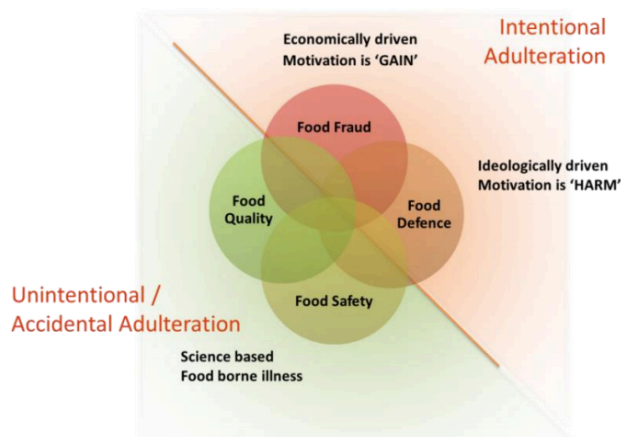 Intentional
Adulteration
Economically driven
Motivation is ‘GAIN’
Food Fraud
Ideologically driven
Motivation is ‘HARM’
Food
Quality
Food
Defence
Food Safety
Unintentional /
Accidental Adulteration
Science based
Food borne illness